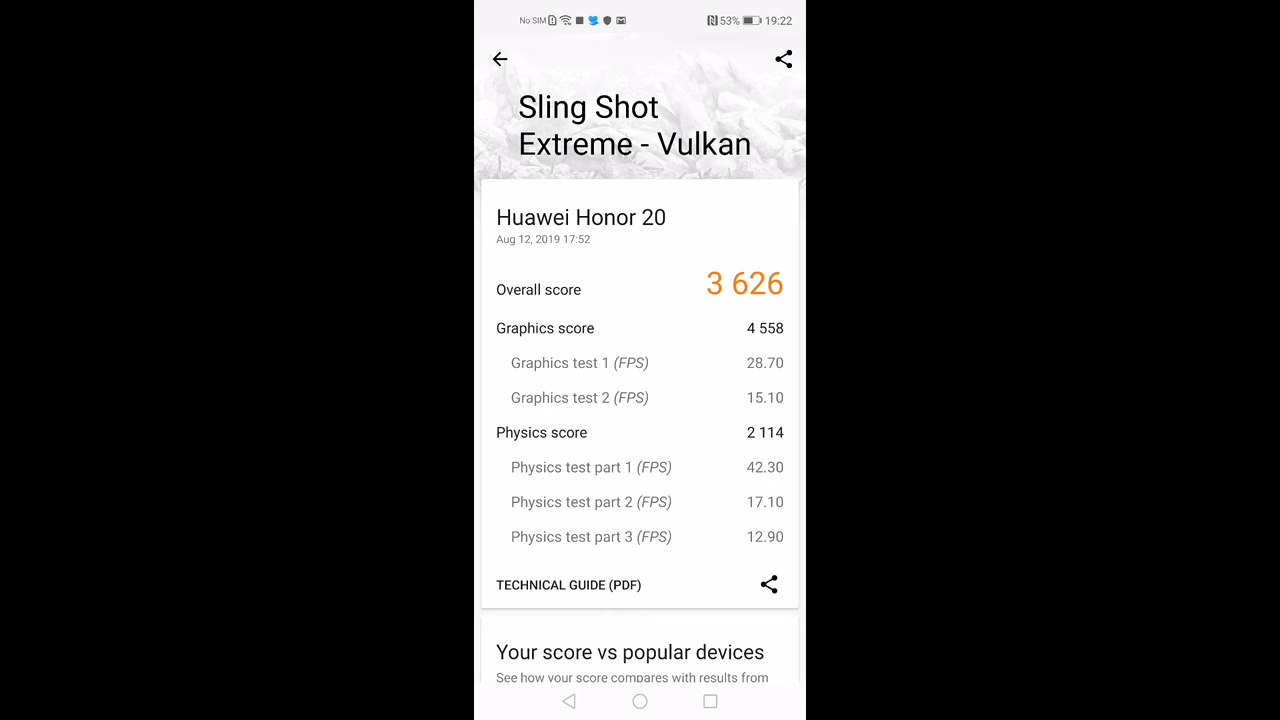 No SIM 53% 19:22
Sling Shot
Extreme - Vulkan
Huawei Honor 20
Aug 12, 2019 17:52
Overall score 3 626
Graphics score 4 558
Graphics test 1 (FPS) 28.70
Graphics test 2 (FPS) 15.10
Physics score 2 114
Physics test part 1 (FPS) 42.30
Physics test part 2 (FPS) 17.10
Physics test part 3 (FPS) 12.90
TECHNICAL GUIDE (PDF)
Your score vs popular devices
See how your score compares with results from